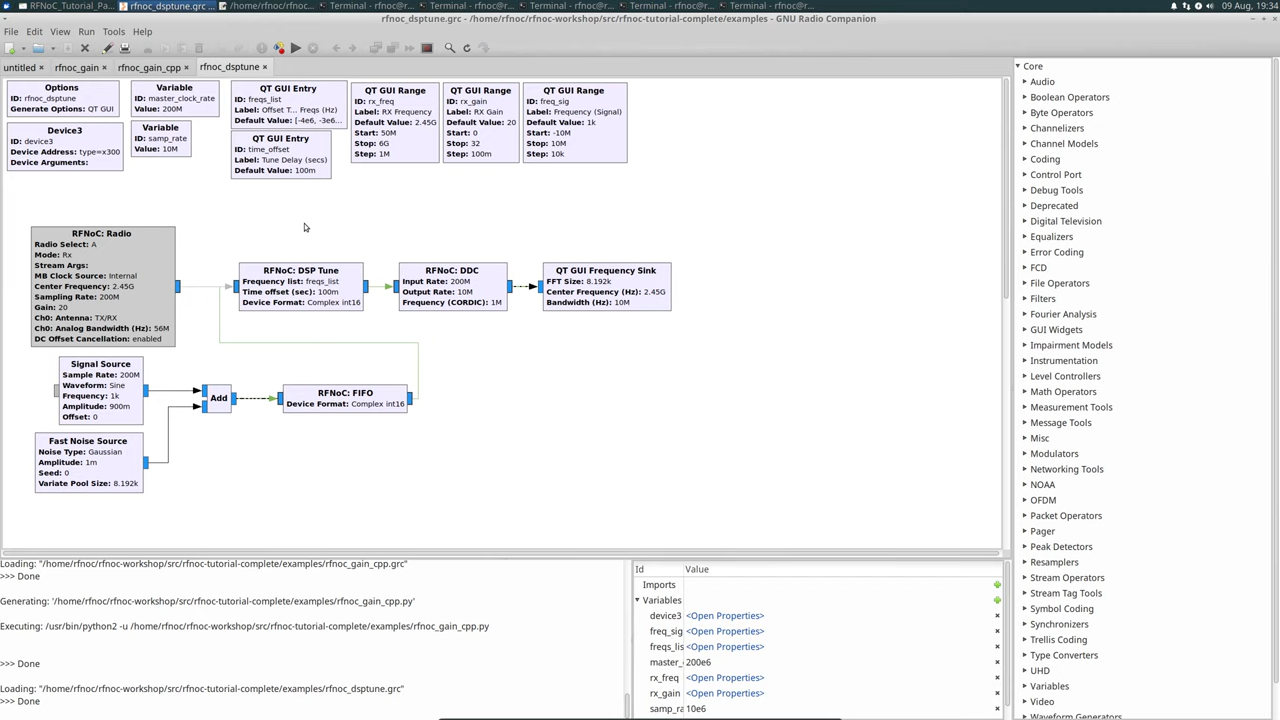 RFNoC_Tutorial_Pa... rfnoc_dsptune.grc ... /home/rfnoc/rfnoc-... Terminal - rfnoc@rf... Terminal - rfnoc@rf... Terminal - rfnoc@rf... Terminal - rfnoc@rf... 09 Aug, 19:34
rfnoc_dsptune.grc - /home/rfnoc/rfnoc-workshop/src/rfnoc-tutorial-complete/examples - GNU Radio Companion
File Edit View Run Tools Help
untitled × rfnoc_gain × rfnoc_gain_cpp × rfnoc_dsptune ×
Options
ID: rfnoc_dsptune
Generate Options: QT GUI
Variable
ID: master_clock_rate
Value: 200M
Device3
ID: device3
Device Address: type=x300
Device Arguments:
Variable
ID: samp_rate
Value: 10M
QT GUI Entry
ID: freqs_list
Label: Offset T... Freqs (Hz)
Default Value: [-4e6, -3e6...
QT GUI Entry
ID: time_offset
Label: Tune Delay (secs)
Default Value: 100m
QT GUI Range
ID: rx_freq
Label: RX Frequency
Default Value: 2.45G
Start: 50M
Stop: 6G
Step: 1M
QT GUI Range
ID: rx_gain
Label: RX Gain
Default Value: 20
Start: 0
Stop: 32
Step: 100m
QT GUI Range
ID: freq_sig
Label: Frequency (Signal)
Default Value: 1k
Start: -10M
Stop: 10M
Step: 10k
RFNoC: Radio
Radio Select: A
Mode: Rx
Stream Args:
MB Clock Source: Internal
Center Frequency: 2.45G
Sampling Rate: 200M
Gain: 20
Ch0: Antenna: TX/RX
Ch0: Analog Bandwidth (Hz): 56M
DC Offset Cancellation: enabled
RFNoC: DSP Tune
Frequency list: freqs_list
Time offset (sec): 100m
Device Format: Complex int16
RFNoC: DDC
Input Rate: 200M
Output Rate: 10M
Frequency (CORDIC): 1M
QT GUI Frequency Sink
FFT Size: 8.192k
Center Frequency (Hz): 2.45G
Bandwidth (Hz): 10M
Signal Source
Sample Rate: 200M
Waveform: Sine
Frequency: 1k
Amplitude: 900m
Offset: 0
Add
RFNoC: FIFO
Device Format: Complex int16
Fast Noise Source
Noise Type: Gaussian
Amplitude: 1m
Seed: 0
Variate Pool Size: 8.192k
Loading: "/home/rfnoc/rfnoc-workshop/src/rfnoc-tutorial-complete/examples/rfnoc_gain_cpp.grc"
>>> Done
Generating: '/home/rfnoc/rfnoc-workshop/src/rfnoc-tutorial-complete/examples/rfnoc_gain_cpp.py'
Executing: /usr/bin/python2 -u /home/rfnoc/rfnoc-workshop/src/rfnoc-tutorial-complete/examples/rfnoc_gain_cpp.py
>>> Done
Loading: "/home/rfnoc/rfnoc-workshop/src/rfnoc-tutorial-complete/examples/rfnoc_dsptune.grc"
>>> Done
Id Value
Imports
Variables
device3 <Open Properties>
freq_sig <Open Properties>
freqs_lis <Open Properties>
master_ 200e6
rx_freq <Open Properties>
rx_gain <Open Properties>
samp_ra 10e6
Core
Audio
Boolean Operators
Byte Operators
Channelizers
Channel Models
Coding
Control Port
Debug Tools
Deprecated
Digital Television
Equalizers
Error Coding
FCD
File Operators
Filters
Fourier Analysis
GUI Widgets
Impairment Models
Instrumentation
Level Controllers
Math Operators
Measurement Tools
Message Tools
Misc
Modulators
Networking Tools
NOAA
OFDM
Packet Operators
Pager
Peak Detectors
Resamplers
Stream Operators
Stream Tag Tools
Symbol Coding
Synchronizers
Trellis Coding
Type Converters
UHD
Variables
Video
Waveform Generators